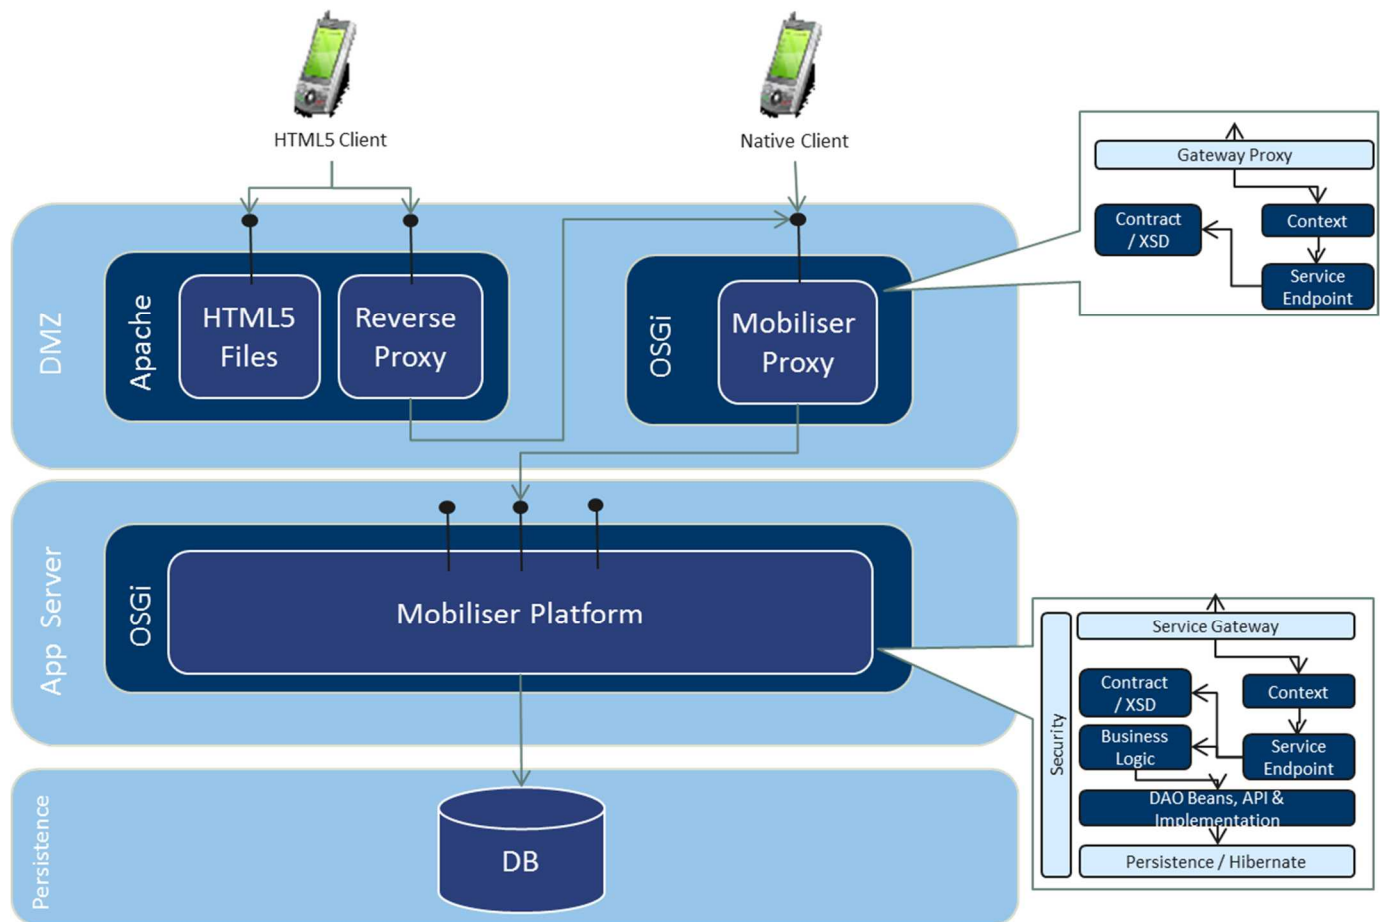 HTML5 Client
Native Client
Gateway Proxy
Contract
/ XSD
Context
Service
Endpoint
DMZ
Apache
HTML5
Files
Reverse
Proxy
OSGi
Mobiliser
Proxy
App Server
OSGi
Mobiliser Platform
Security
Service Gateway
Contract
/ XSD
Context
Business
Logic
Service
Endpoint
DAO Beans, API &
Implementation
Persistence / Hibernate
Persistence
DB